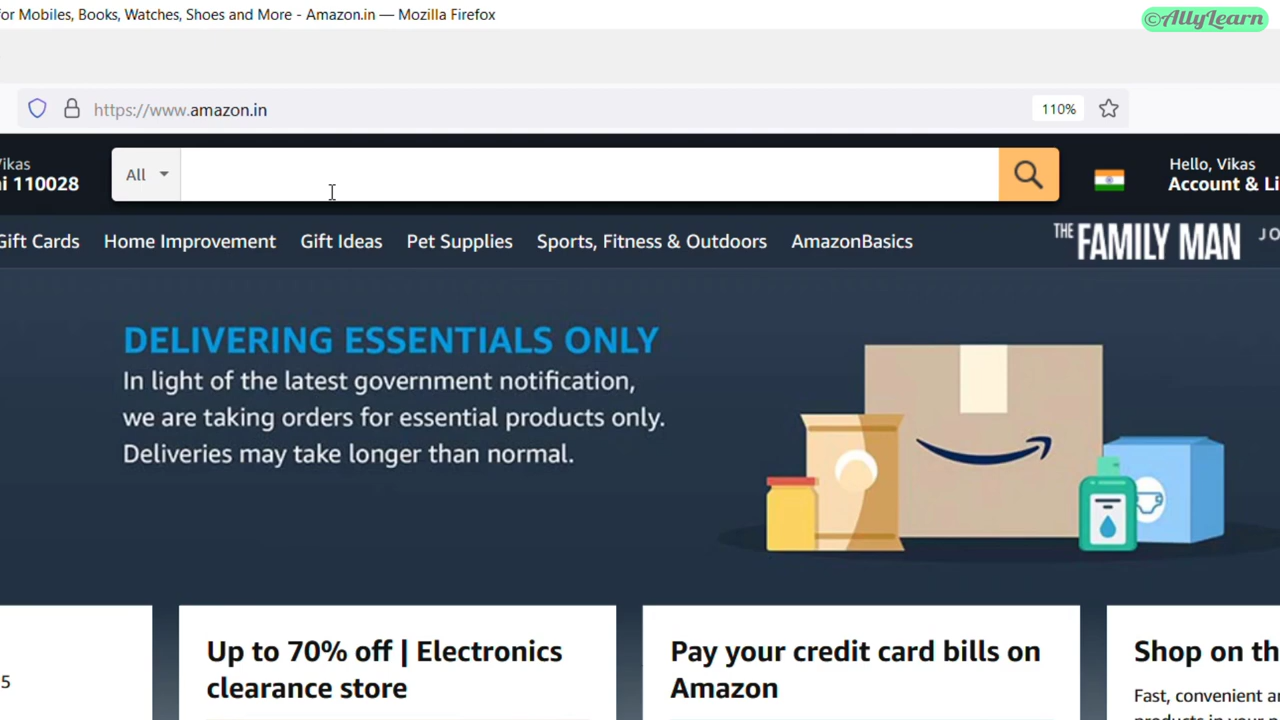 or Mobiles, Books, Watches, Shoes and More - Amazon.in — Mozilla Firefox
©AllyLearn
https://www.amazon.in
110%
Vikas
i 110028
All
Hello, Vikas
Account & Li
Gift Cards Home Improvement Gift Ideas Pet Supplies Sports, Fitness & Outdoors AmazonBasics
THE FAMILY MAN
JO
DELIVERING ESSENTIALS ONLY
In light of the latest government notification,
we are taking orders for essential products only.
Deliveries may take longer than normal.
5
Up to 70% off | Electronics
clearance store
Pay your credit card bills on
Amazon
Shop on th
Fast, convenient a